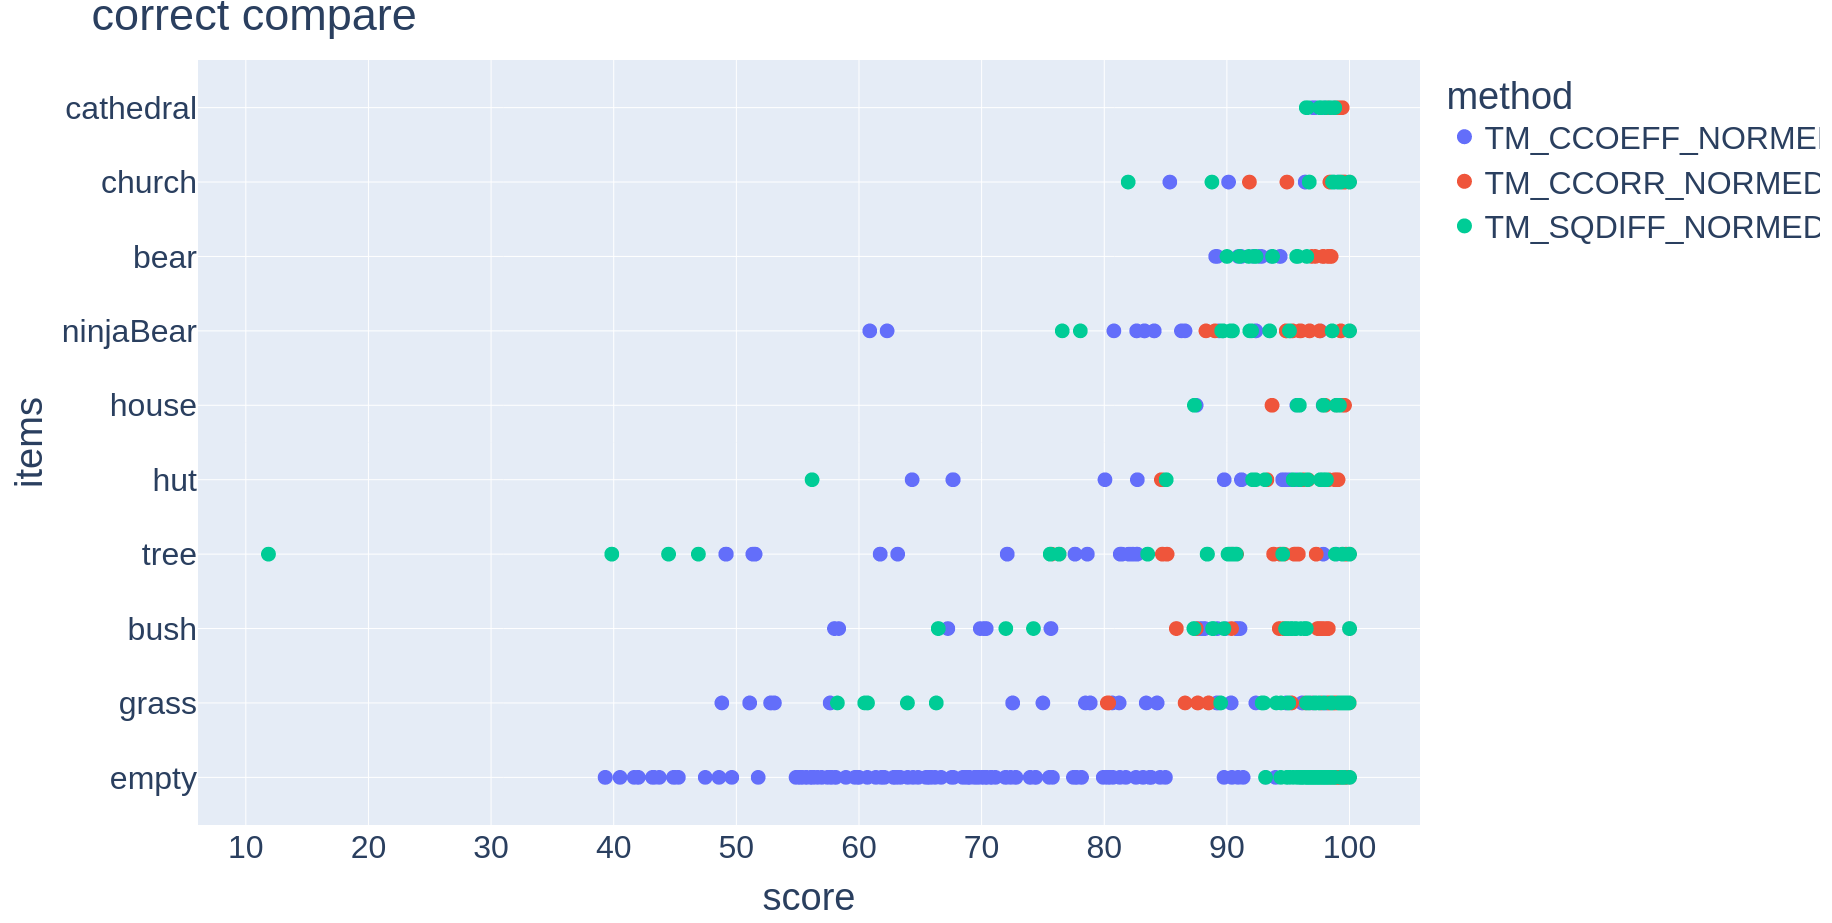 correct compare
cathedral
church
bear
ninjaBear
house
hut
tree
bush
grass
empty
items
10 20 30 40 50 60 70 80 90 100
score
method
TM_CCOEFF_NORME
TM_CCORR_NORMED
TM_SQDIFF_NORMED